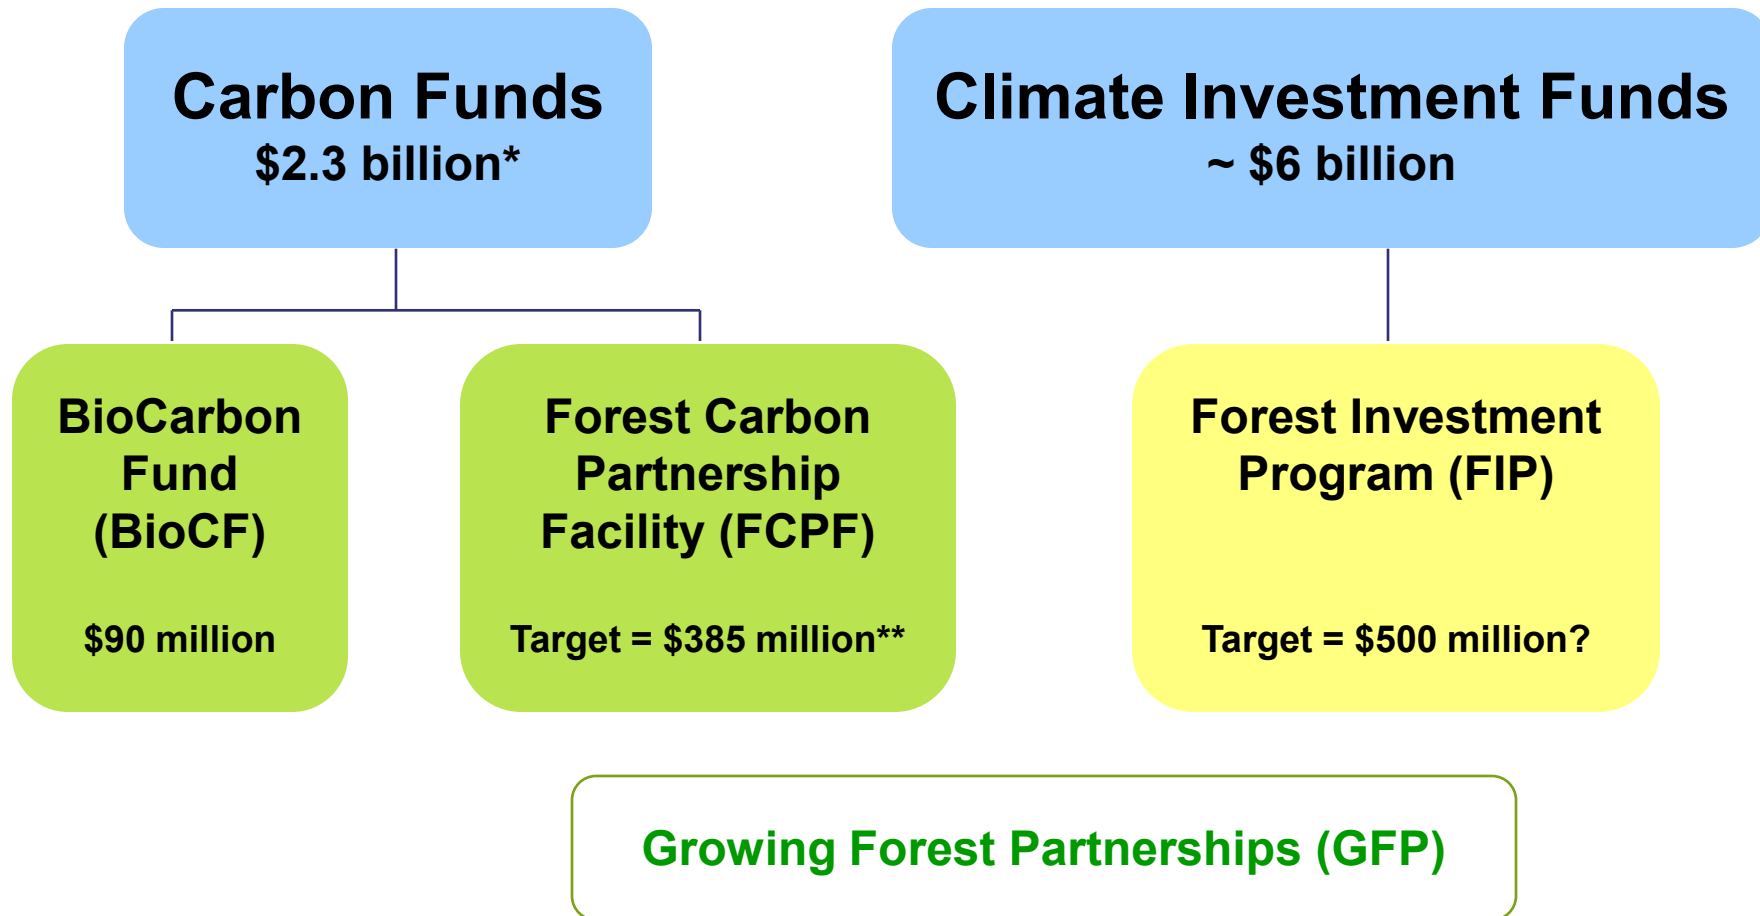 Carbon Funds
$2.3 billion*
Climate Investment Funds
~ $6 billion
BioCarbon
Fund
(BioCF)
$90 million
Forest Carbon
Partnership
Facility (FCPF)
Target = $385 million**
Forest Investment
Program (FIP)
Target = $500 million?
Growing Forest Partnerships (GFP)